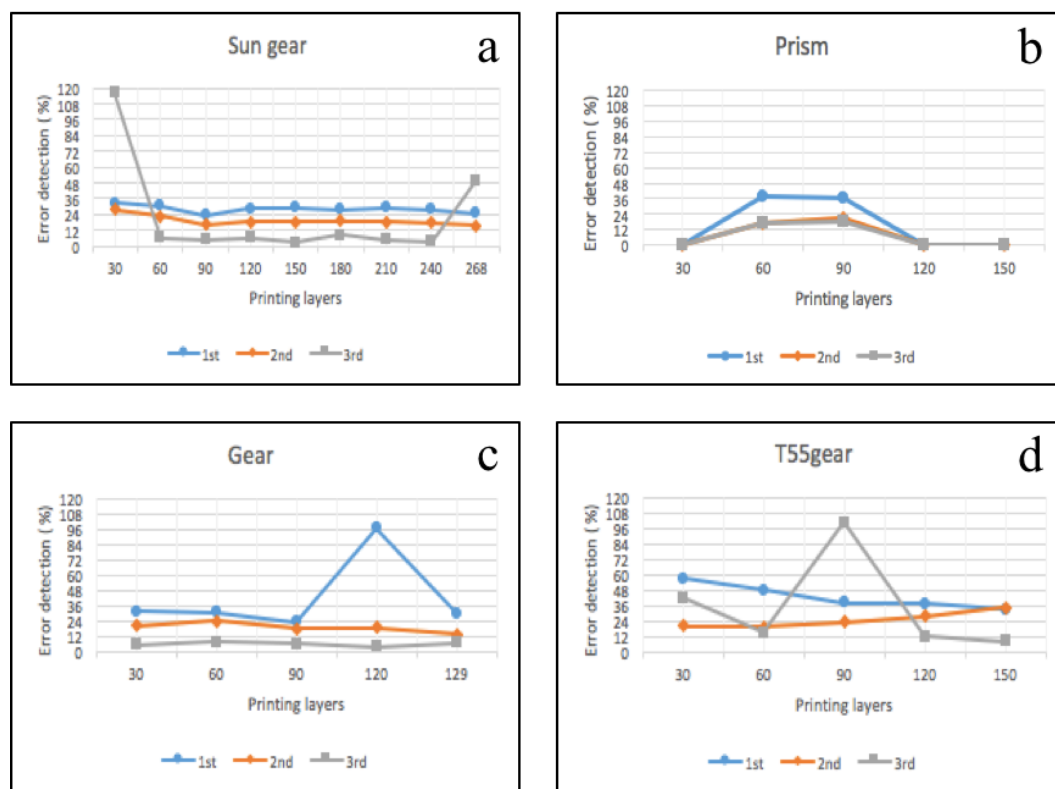 Sun gear
a
Error detection ( %)
120
108
96
84
72
60
48
36
24
12
0
30 60 90 120 150 180 210 240 268
Printing layers
1st 2nd 3rd
Prism
b
Error detection ( %)
120
108
96
84
72
60
48
36
24
12
0
30 60 90 120 150
Printing layers
1st 2nd 3rd
Gear
c
Error detection ( %)
120
108
96
84
72
60
48
36
24
12
0
30 60 90 120 129
Printing layers
1st 2nd 3rd
T55gear
d
Error detection ( %)
120
108
96
84
72
60
48
36
24
12
0
30 60 90 120 150
Printing layers
1st 2nd 3rd